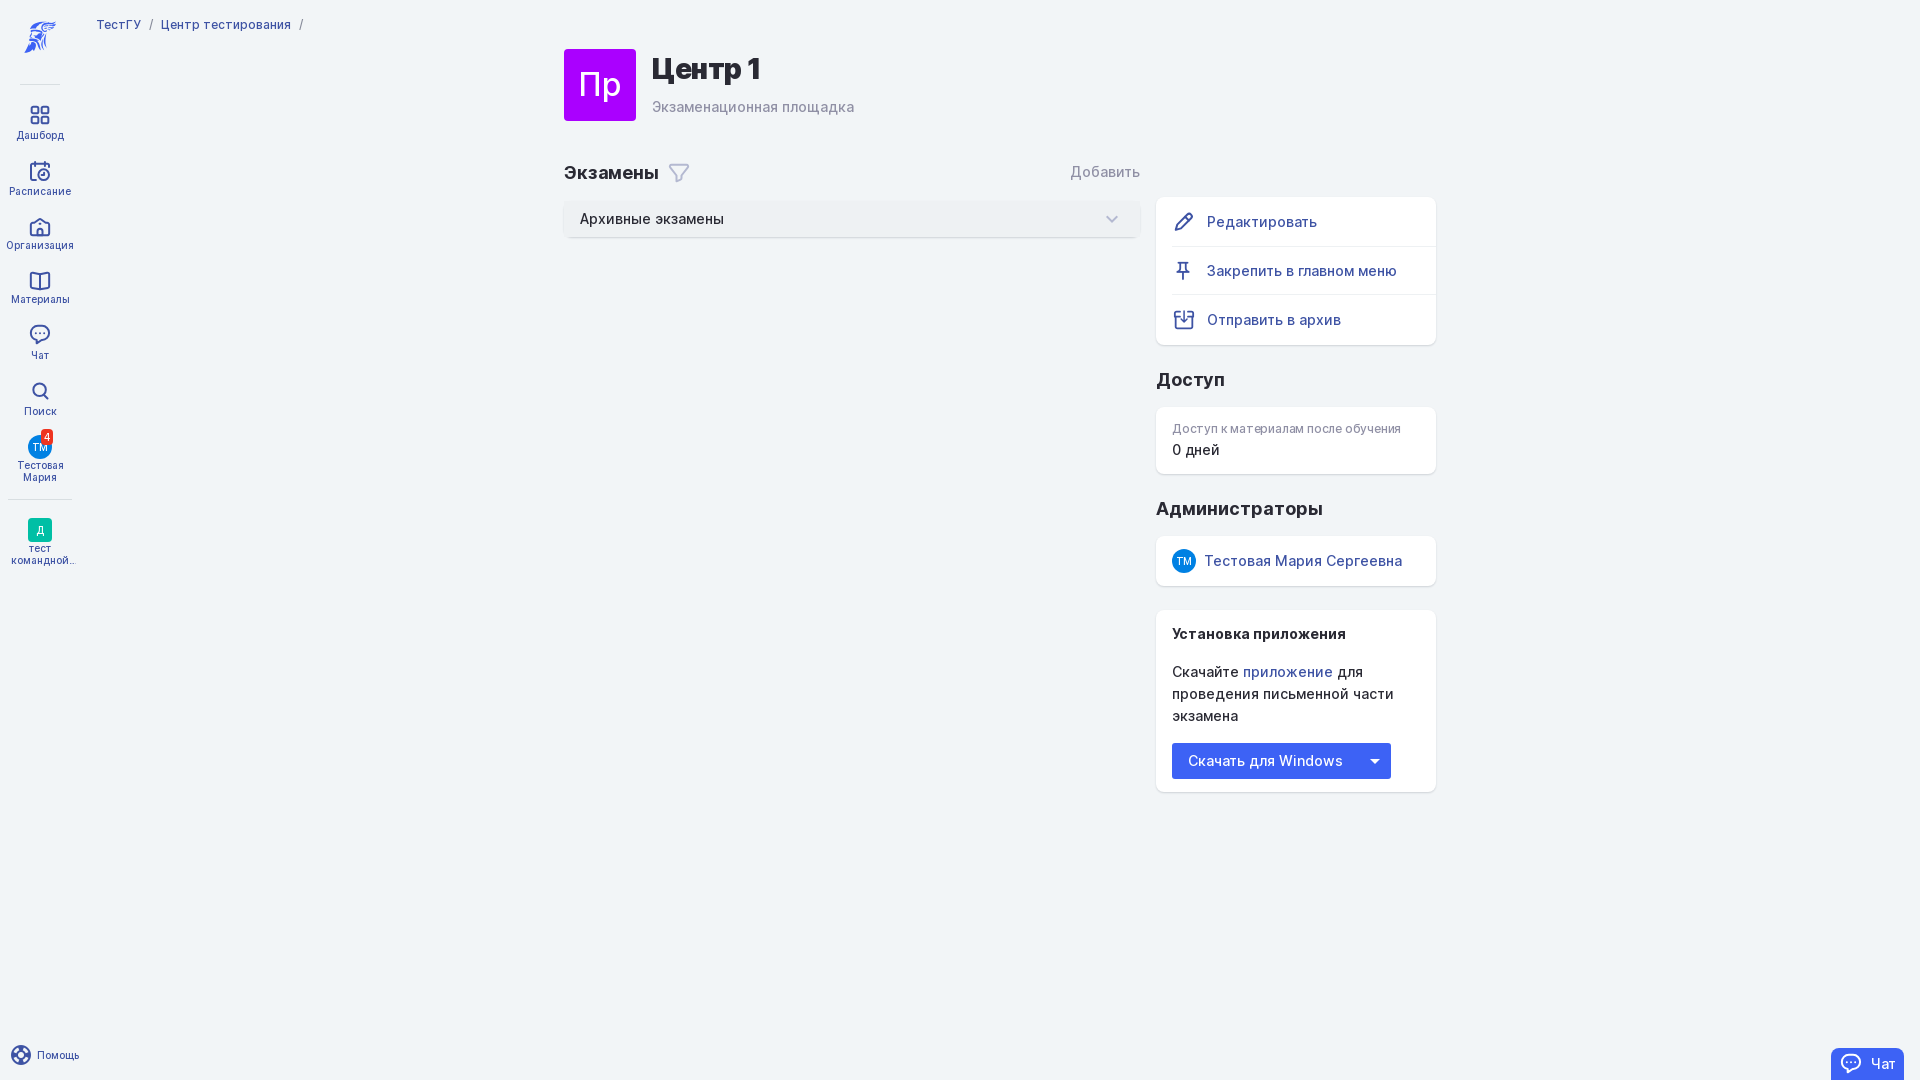 ТестГУ / Центр тестирования /
Пр
Центр 1
Экзаменационная площадка
Дашборд
Расписание
Организация
Материалы
Чат
Поиск
ТМ
4
Тестовая
Мария
Д
тест
командной...
Помощь
Экзамены
Добавить
Архивные экзамены
Редактировать
Закрепить в главном меню
Отправить в архив
Доступ
Доступ к материалам после обучения
0 дней
Администраторы
ТМ Тестовая Мария Сергеевна
Установка приложения
Скачайте приложение для
проведения письменной части
экзамена
Скачать для Windows
Чат